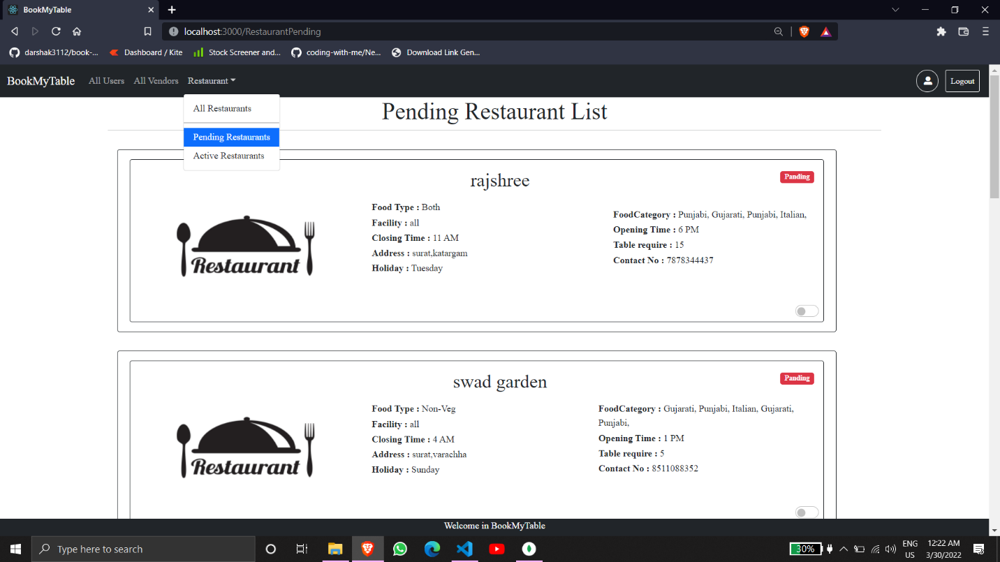 BookMyTable
localhost:3000/RestaurantPending
darshak3112/book-...
Dashboard / Kite
Stock Screener and...
coding-with-me/Ne...
Download Link Gen...
BookMyTable All Users All Vendors Restaurant Logout
All Restaurants
Pending Restaurants
Active Restaurants
Pending Restaurant List
rajshree
Panding
Restaurant
Food Type : Both
Facility : all
Closing Time : 11 AM
Address : surat,katargam
Holiday : Tuesday
FoodCategory : Punjabi, Gujarati, Punjabi, Italian,
Opening Time : 6 PM
Table require : 15
Contact No : 7878344437
swad garden
Panding
Restaurant
Food Type : Non-Veg
Facility : all
Closing Time : 4 AM
Address : surat,varachha
Holiday : Sunday
FoodCategory : Gujarati, Punjabi, Italian, Gujarati,
Punjabi,
Opening Time : 1 PM
Table require : 5
Contact No : 8511088352
Welcome in BookMyTable
Type here to search
30%
ENG
US
12:22 AM
3/30/2022